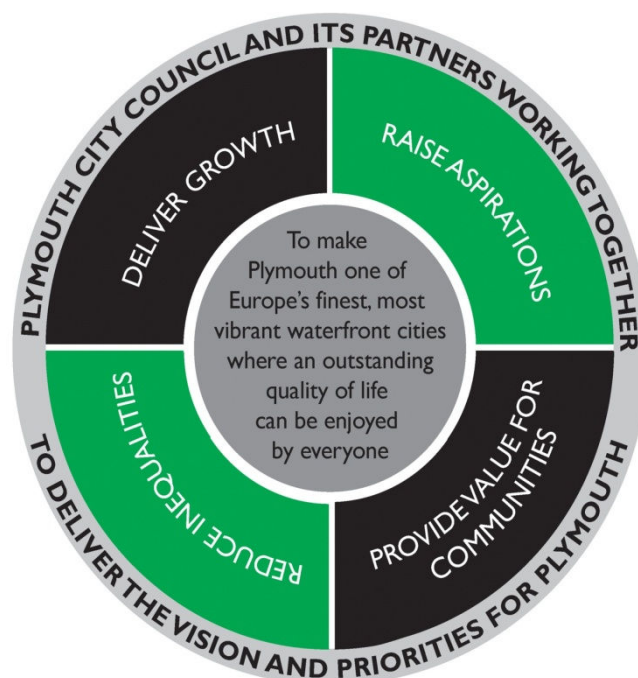 PLYMOUTH CITY COUNCIL AND ITS PARTNERS WORKING TOGETHER
TO DELIVER THE VISION AND PRIORITIES FOR PLYMOUTH
DELIVER GROWTH
RAISE ASPIRATIONS
REDUCE INEQUALITIES
PROVIDE VALUE FOR
COMMUNITIES
To make
Plymouth one of
Europe's finest, most
vibrant waterfront cities
where an outstanding
quality of life
can be enjoyed
by everyone